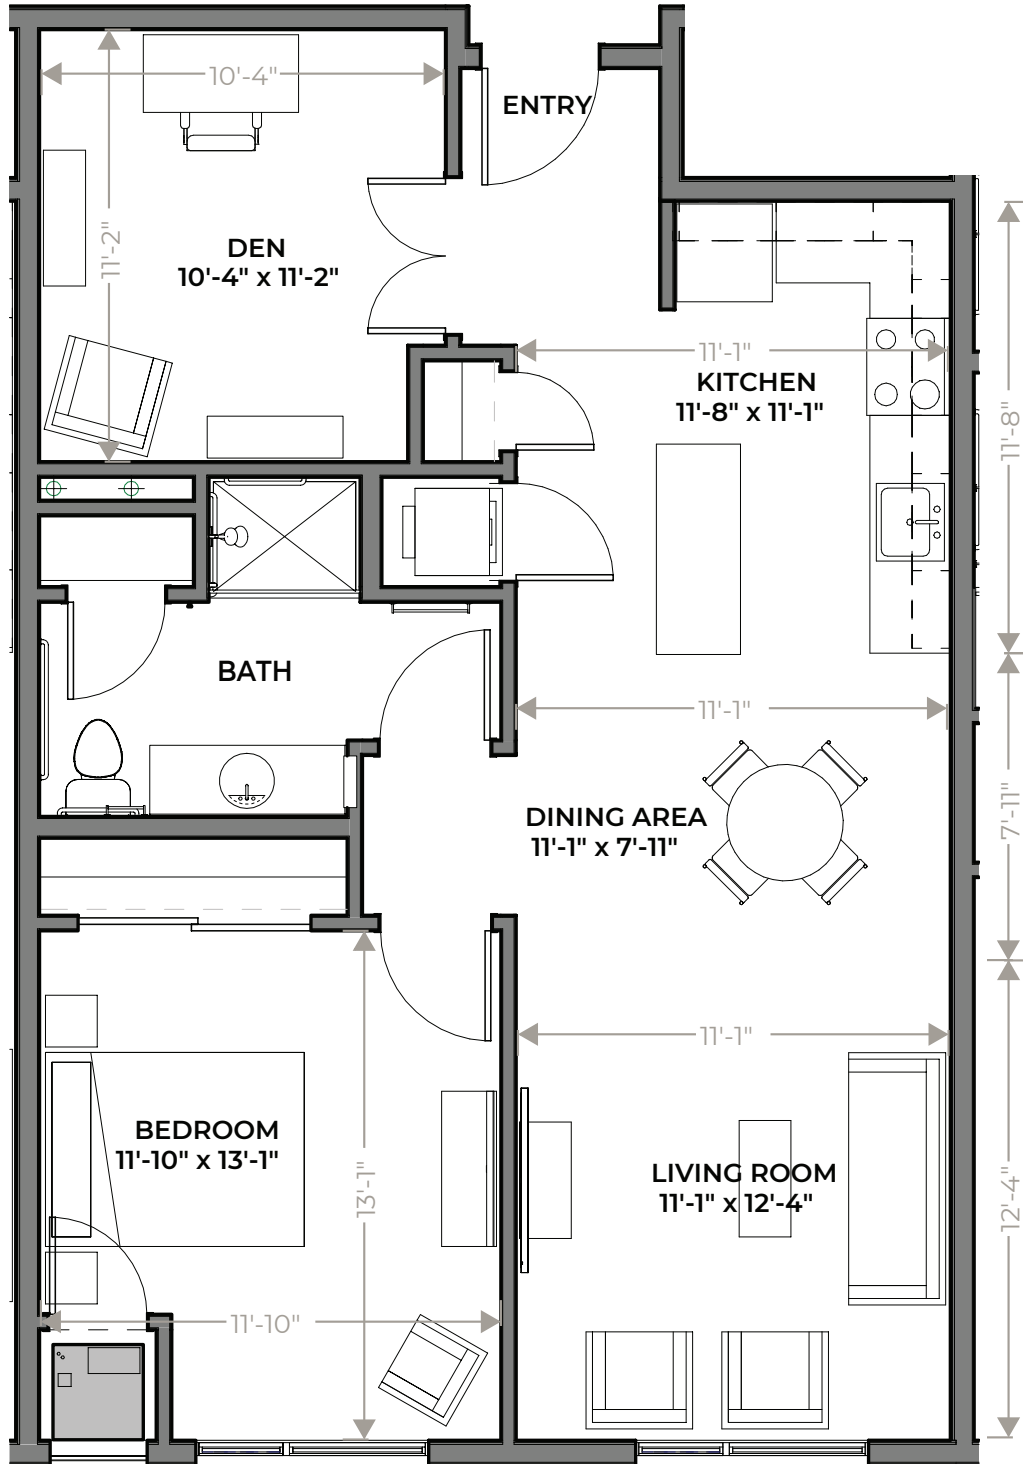 10'-4"
ENTRY
11'-2"
DEN
10'-4" x 11'-2"
11'-1"
KITCHEN
11'-8" x 11'-1"
11'-8"
BATH
11'-1"
DINING AREA
11'-1" x 7'-11"
7'-11"
11'-1"
BEDROOM
11'-10" x 13'-1"
13'-1"
LIVING ROOM
11'-1" x 12'-4"
12'-4"
11'-10"